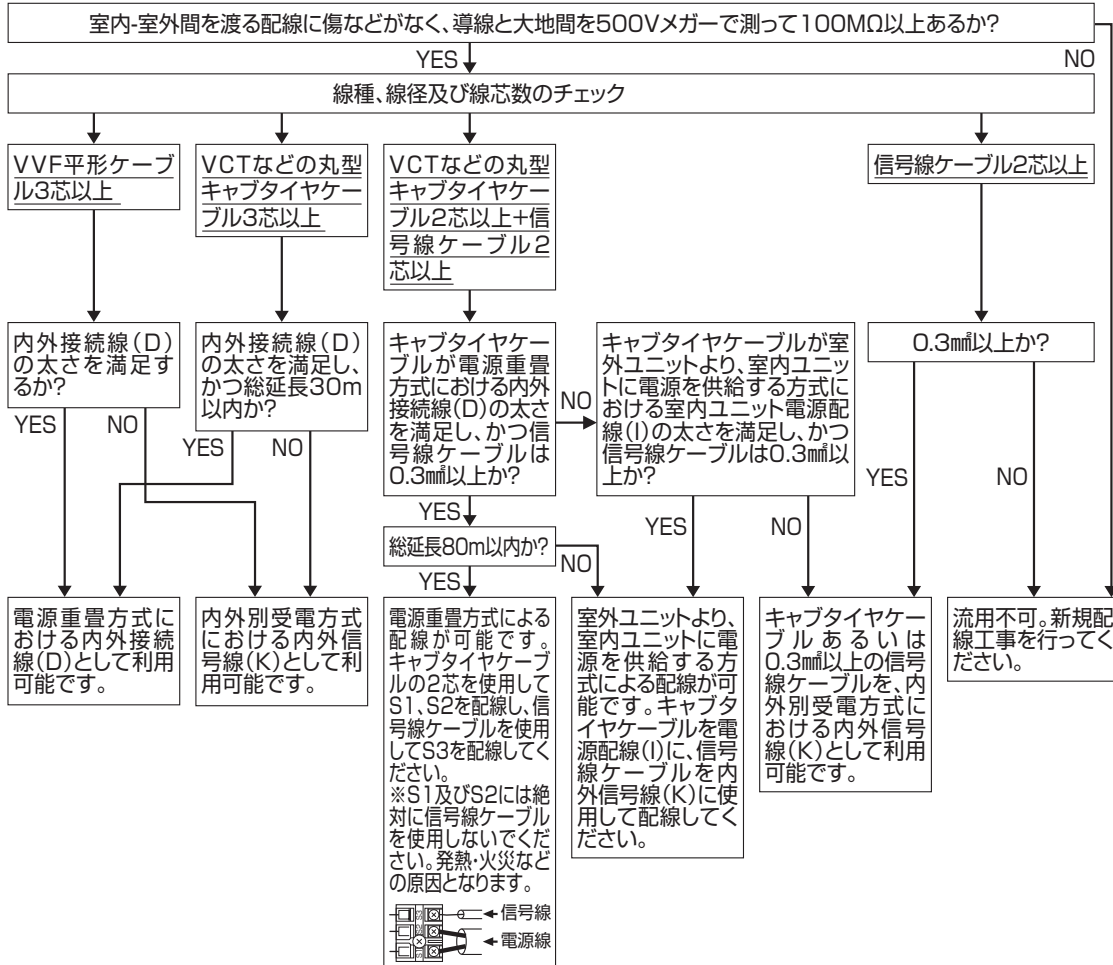 室内-室外間を渡る配線に傷などがなく、導線と大地間を500Vメガーで測って100MΩ以上あるか?
YES
NO
線種、線径及び線芯数のチェック
VVF平形ケーブ
ル3芯以上
VCTなどの丸型
キャブタイヤケー
ブル3芯以上
VCTなどの丸型
キャブタイヤケー
ブル2芯以上+信
号線ケーブル2
芯以上
信号線ケーブル2芯以上
内外接続線(D)
の太さを満足す
るか?
内外接続線(D)
の太さを満足し、
かつ総延長30m
以内か?
キャブタイヤケー
ブルが電源重畳
方式における内外
接続線(D)の太さ
を満足し、かつ信
号線ケーブルは
0.3㎟以上か?
NO
キャブタイヤケーブルが室
外ユニットより、室内ユニッ
トに電源を供給する方式に
おける室内ユニット電源配
線(I)の太さを満足し、かつ
信号線ケーブルは0.3㎟以
上か?
0.3㎟以上か?
YES
NO
YES
NO
YES
YES
NO
YES
NO
総延長80m以内か?
NO
YES
電源重畳方式に
おける内外接続
線(D)として利用
可能です。
内外別受電方式
における内外信
号線(K)として利
用可能です。
電源重畳方式による
配線が可能です。
キャブタイヤケーブ
ルの2芯を使用して
S1、S2を配線し、信
号線ケーブルを使用
してS3を配線してく
ださい。
※S1及びS2には絶
対に信号線ケーブル
を使用しないでくだ
さい。発熱・火災など
の原因となります。
S3
信号線
S2
電源線
S1
室外ユニットより、
室内ユニットに電
源を供給する方
式による配線が可
能です。キャブタ
イヤケーブルを電
源配線(I)に、信号
線ケーブルを内
外信号線(K)に使
用して配線してく
ださい。
キャブタイヤケー
ブルあるいは
0.3㎟以上の信号
線ケーブルを、内
外別受電方式に
おける内外信号
線(K)として利用
可能です。
流用不可。新規配
線工事を行ってく
ださい。